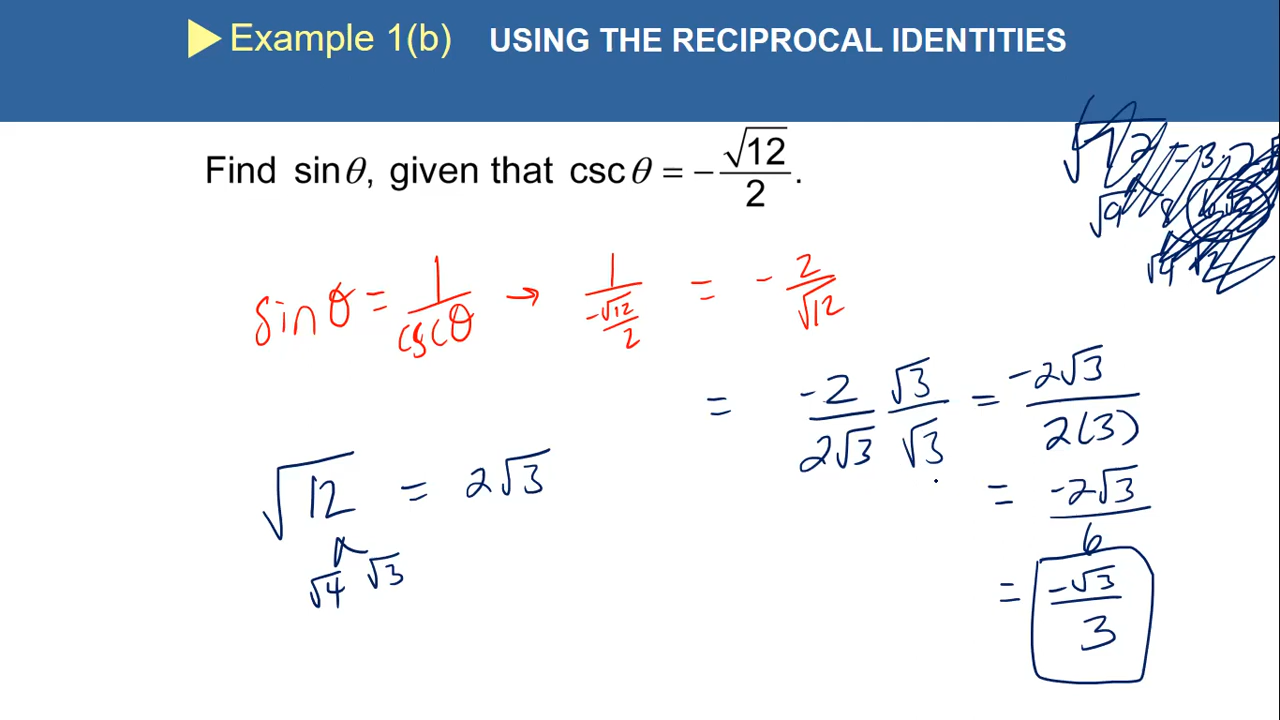 ▶ Example 1(b) USING THE RECIPROCAL IDENTITIES
Find sinθ, given that cscθ = −√12/2.
sinθ = 1/cscθ → 1/(-√12/2) = -2/√12
= -2/2√3 √3/√3 = -2√3/2(3)
√12 = 2√3
√4 √3
= -2√3/6
= -√3/3